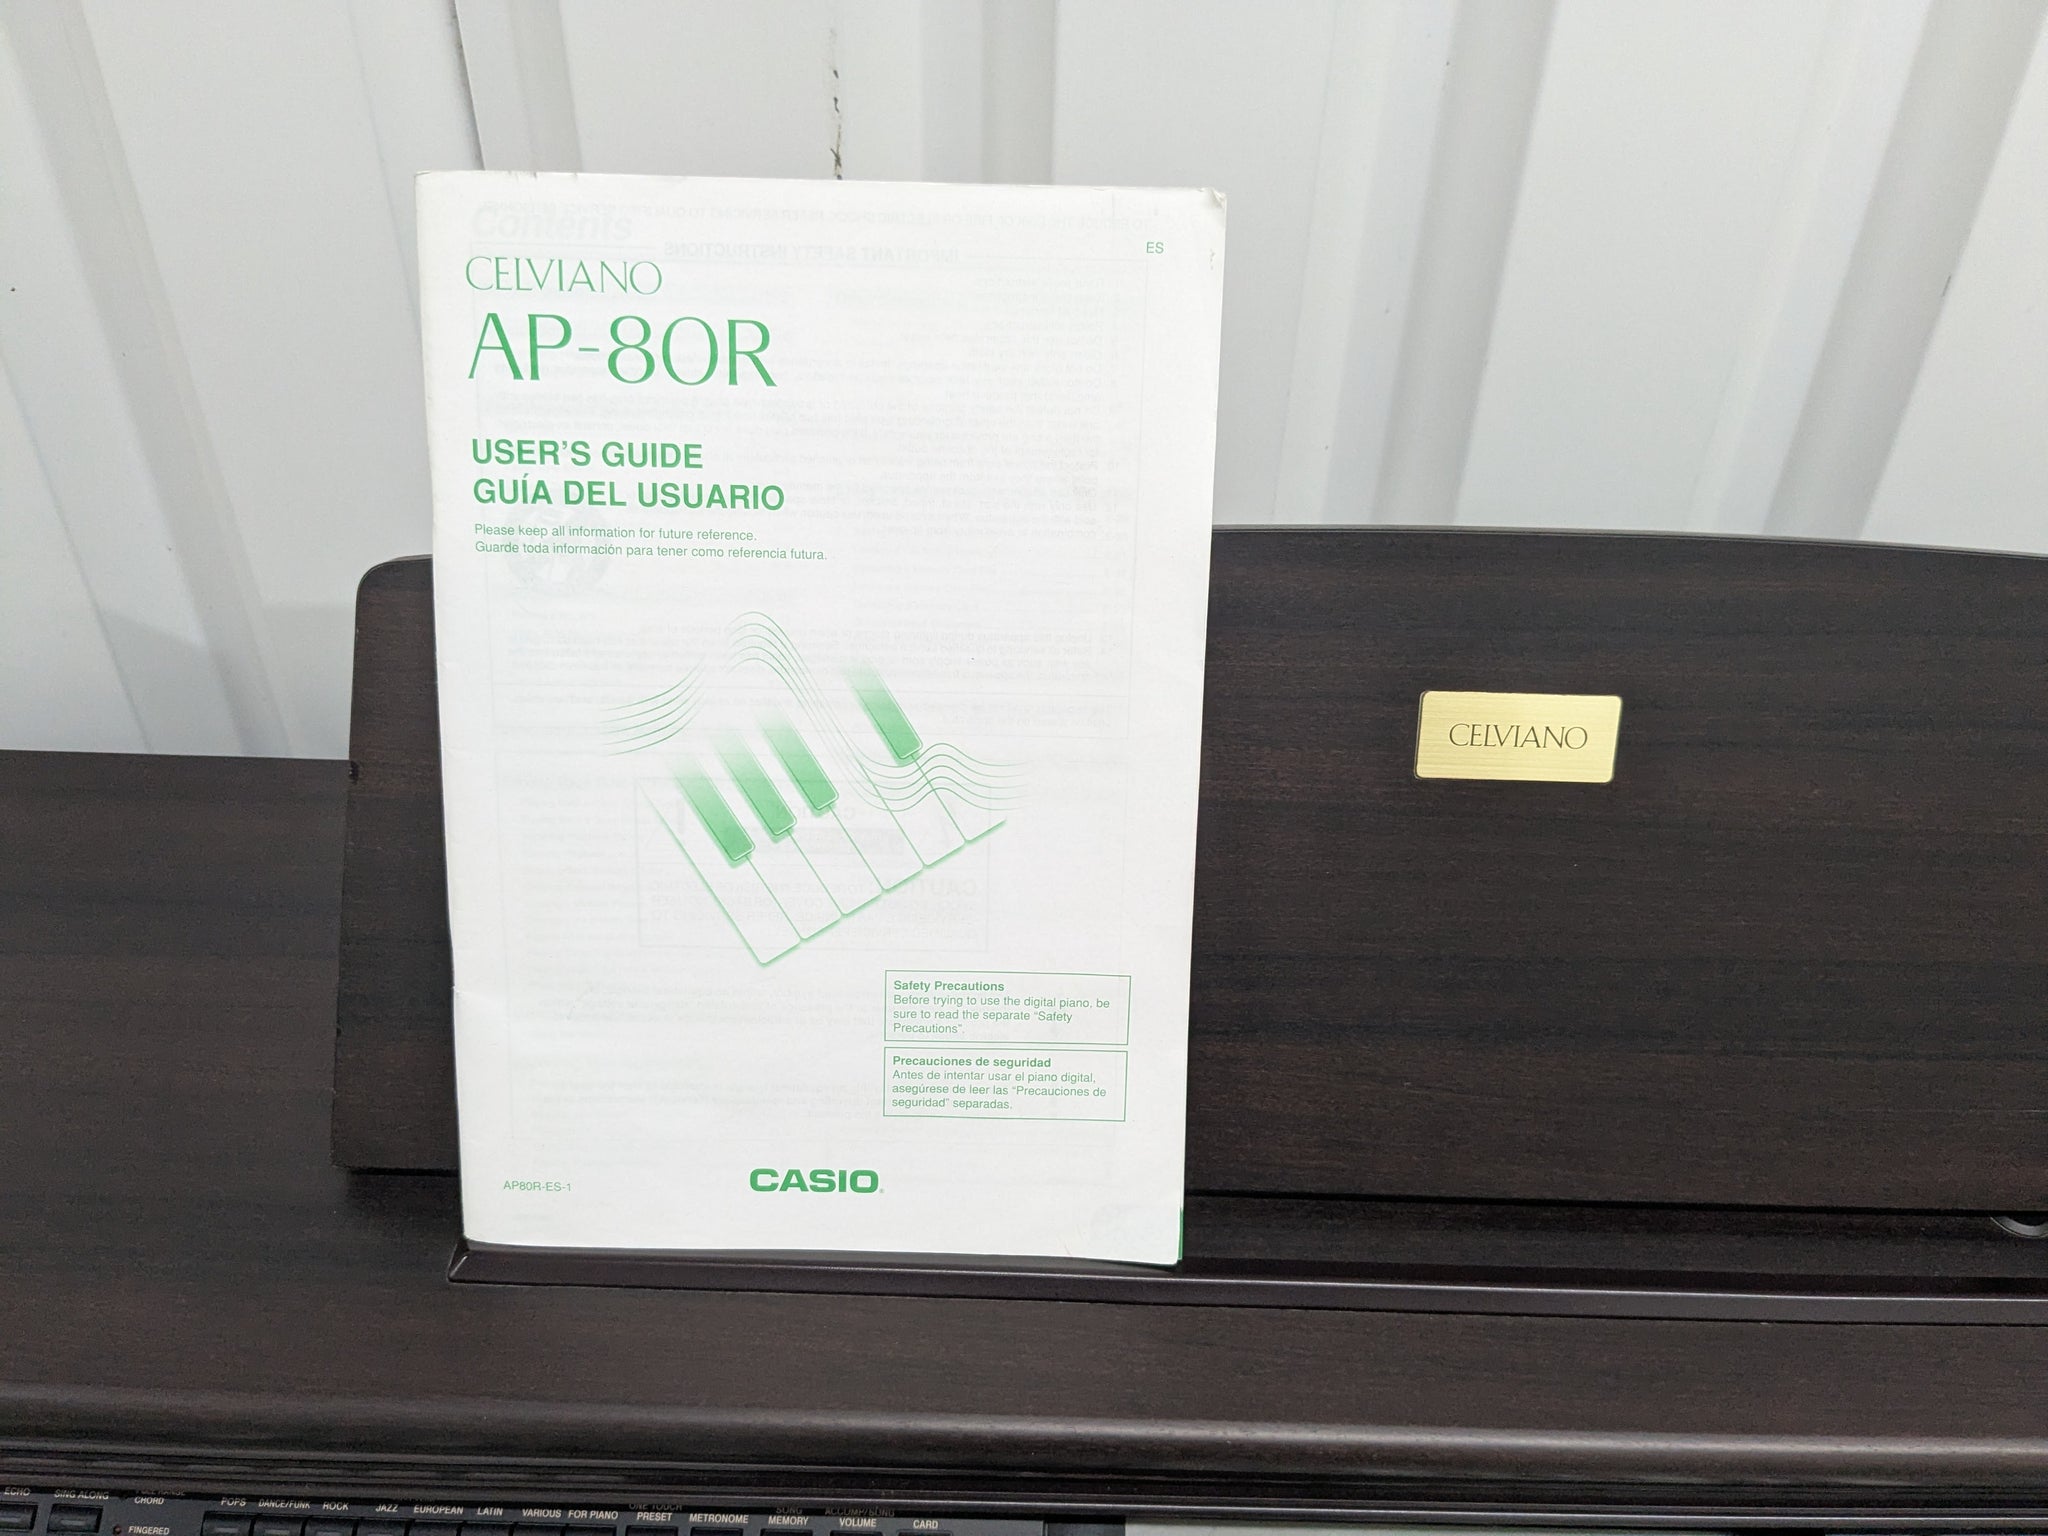 ES
CELVIANO
AP-80R
USER'S GUIDE
GUÍA DEL USUARIO
Please keep all information for future reference.
Guarde toda información para tener como referencia futura.
CELVIANO
Safety Precautions
Before trying to use the digital piano, be
sure to read the separate “Safety
Precautions”.
Precauciones de seguridad
Antes de intentar usar el piano digital,
asegúrese de leer las “Precauciones de
seguridad” separadas.
AP80R-ES-1
CASIO
ECHO
SING ALONG
CHORD
FINGERED
POPS
DANCE/FUNK
ROCK
JAZZ
EUROPEAN
LATIN
VARIOUS
FOR PIANO
ONE TOUCH
PRESET
METRONOME
SONG
MEMORY
ACCOMP/SONG
VOLUME
CARD